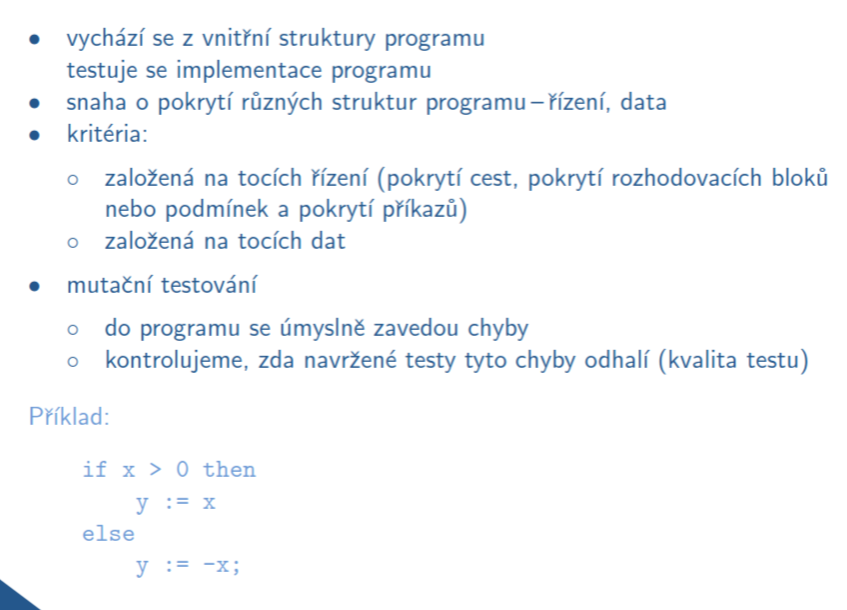 • vychází se z vnitřní struktury programu
testuje se implementace programu
• snaha o pokrytí různých struktur programu – řízení, data
• kritéria:
○ založená na tocích řízení (pokrytí cest, pokrytí rozhodovacích bloků
nebo podmínek a pokrytí příkazů)
○ založená na tocích dat
• mutační testování
○ do programu se úmyslně zavedou chyby
○ kontrolujeme, zda navržené testy tyto chyby odhalí (kvalita testu)
Příklad:
if x > 0 then
y := x
else
y := -x;